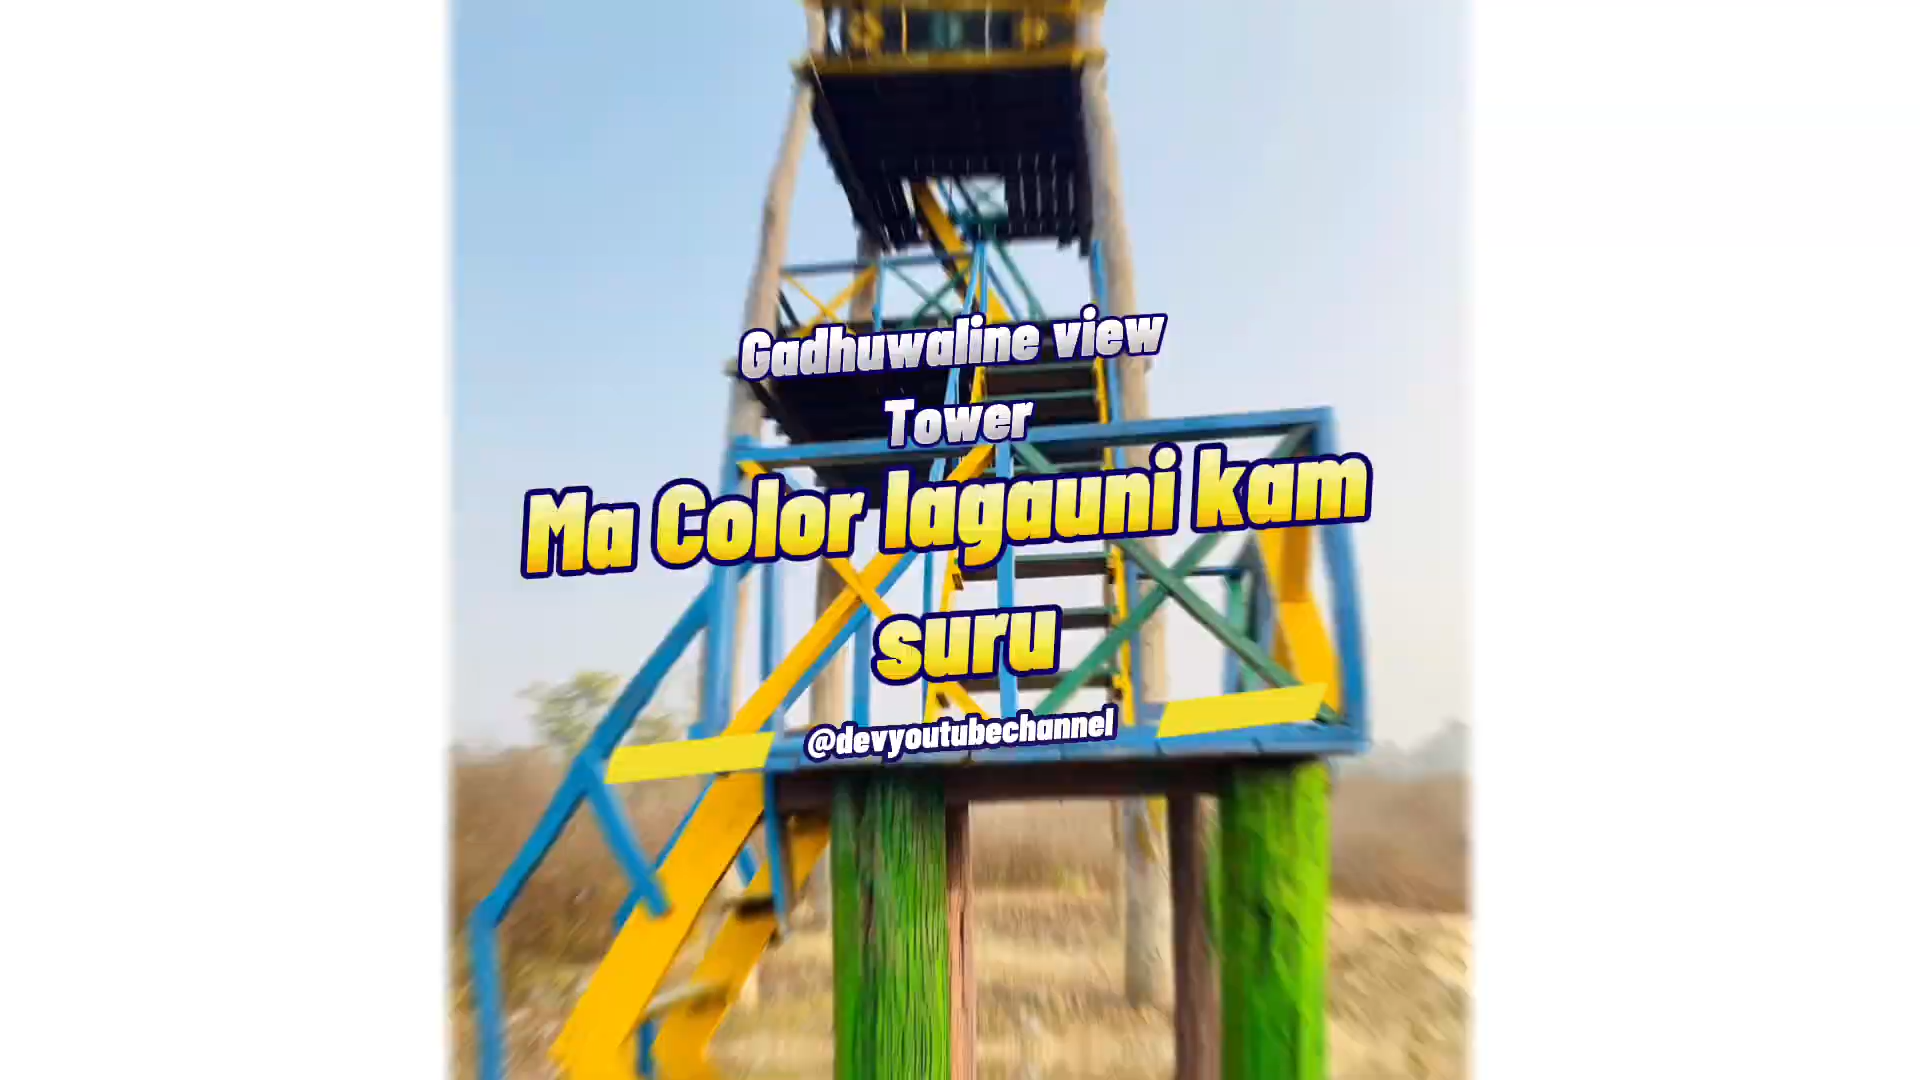 Gadhuwaline view
Tower
Ma Color lagauni kam
suru
@devyoutubechannel